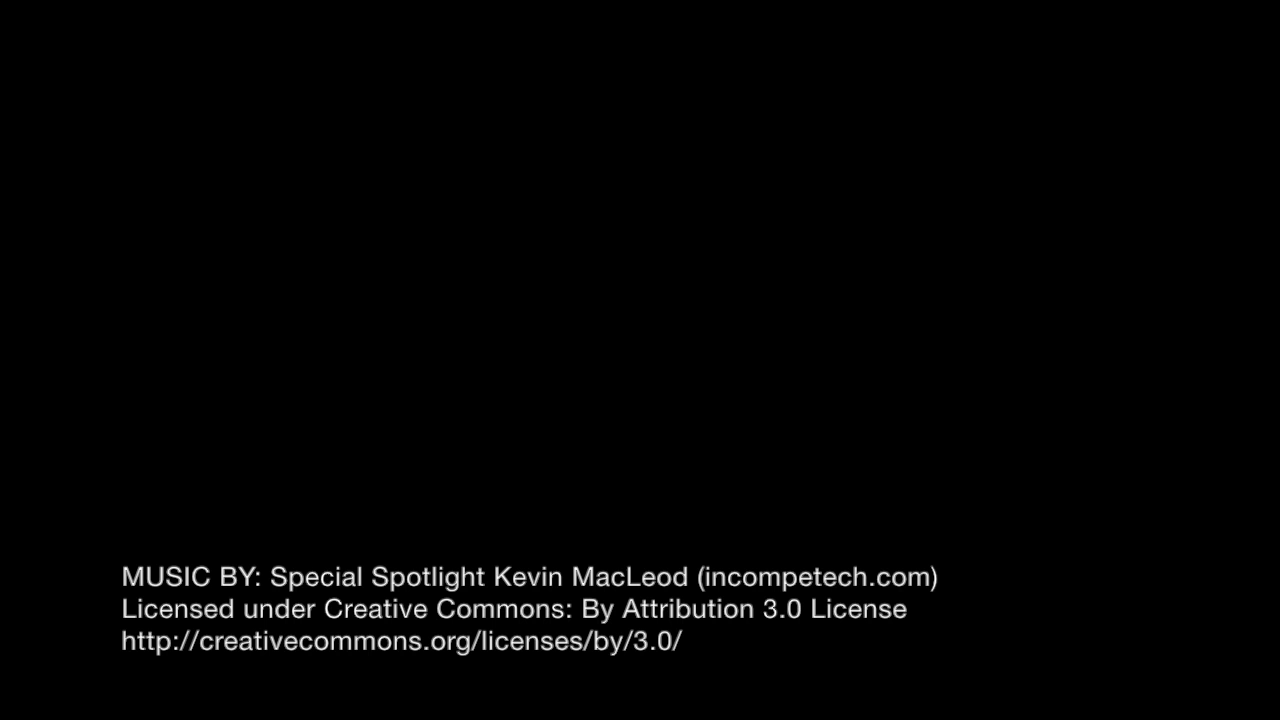 MUSIC BY: Special Spotlight Kevin MacLeod (incompetech.com)
Licensed under Creative Commons: By Attribution 3.0 License
http://creativecommons.org/licenses/by/3.0/